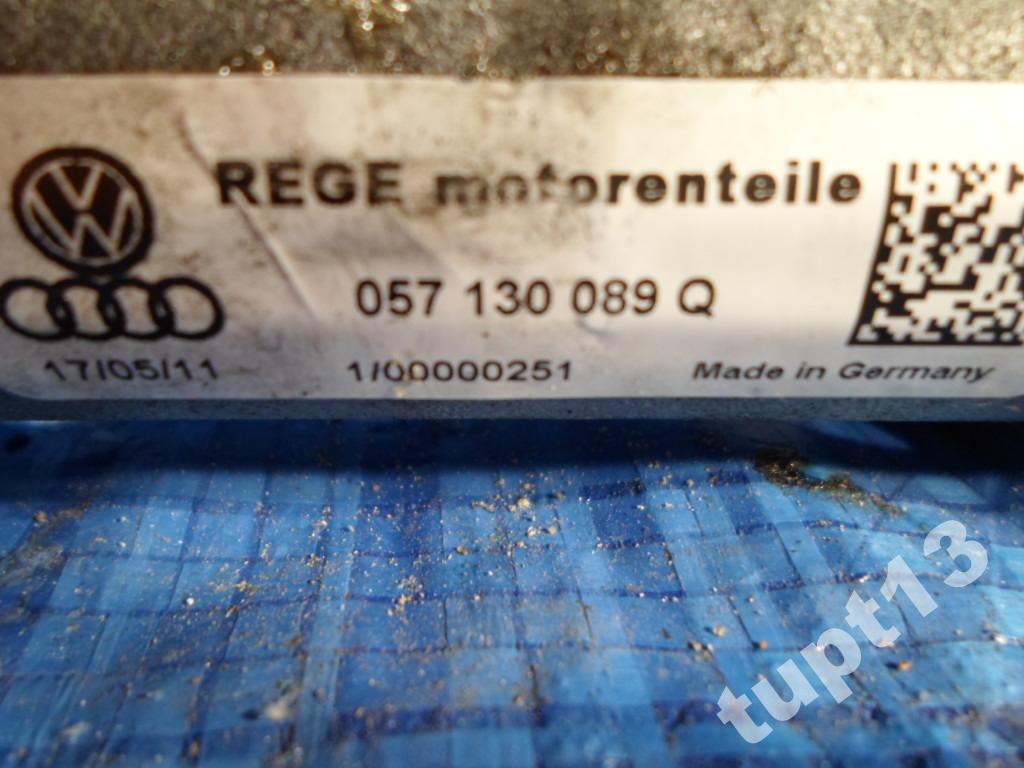 REGE motorenteile
057 130 089 Q
17/05/11 1/00000251 Made in Germany
tupt13